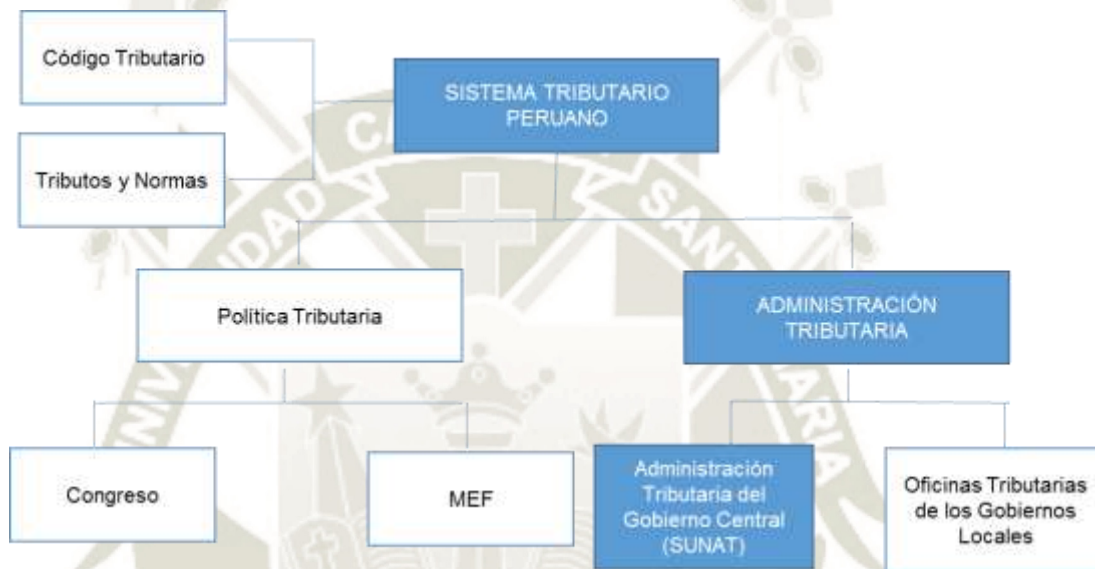 Código Tributario
SISTEMA TRIBUTARIO
PERUANO
Tributos y Normas
Política Tributaria
ADMINISTRACIÓN
TRIBUTARIA
Congreso
MEF
Administración
Tributaria del
Gobierno Central
(SUNAT)
Oficinas Tributarias
de los Gobiernos
Locales